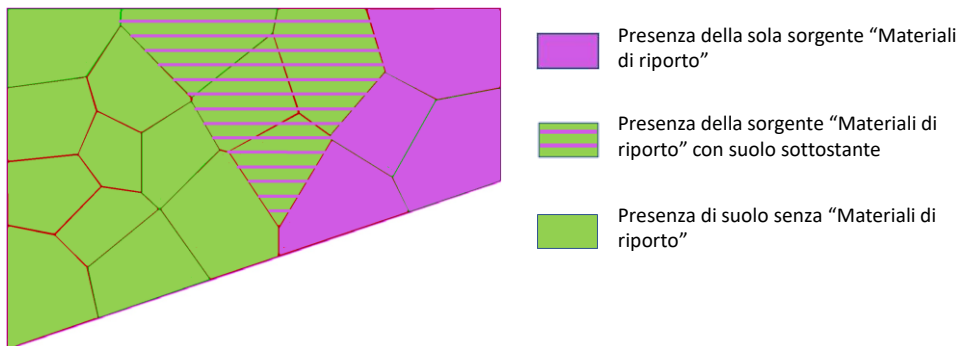 Presenza della sola sorgente “Materiali
di riporto”
Presenza della sorgente “Materiali di
riporto” con suolo sottostante
Presenza di suolo senza “Materiali di
riporto”